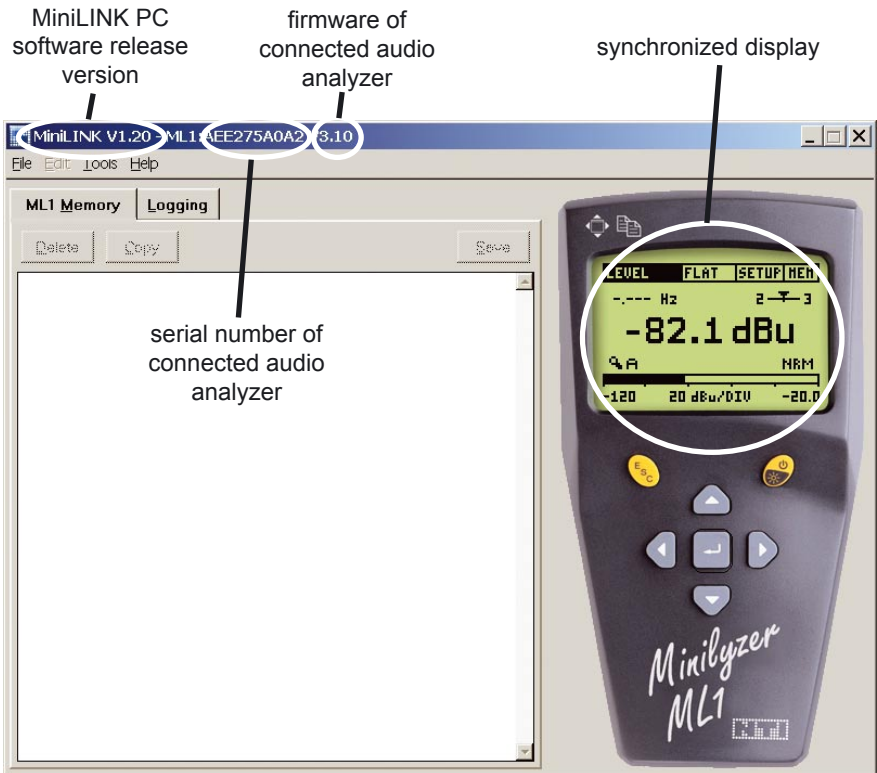 MiniLINK PC
software release
version
firmware of
connected audio
analyzer
synchronized display
MiniLINK V1.20 - ML1:AEE275A0A2 V3.10
File Edit Tools Help
ML1 Memory Logging
Delete Copy Save
serial number of
connected audio
analyzer
LEVEL FLAT SETUP MEM
-.--- Hz 2 3
-82.1 dBu
A NRM
-120 20 dBu/DIV -20.0
ESC
Minilyzer
ML1
NTI